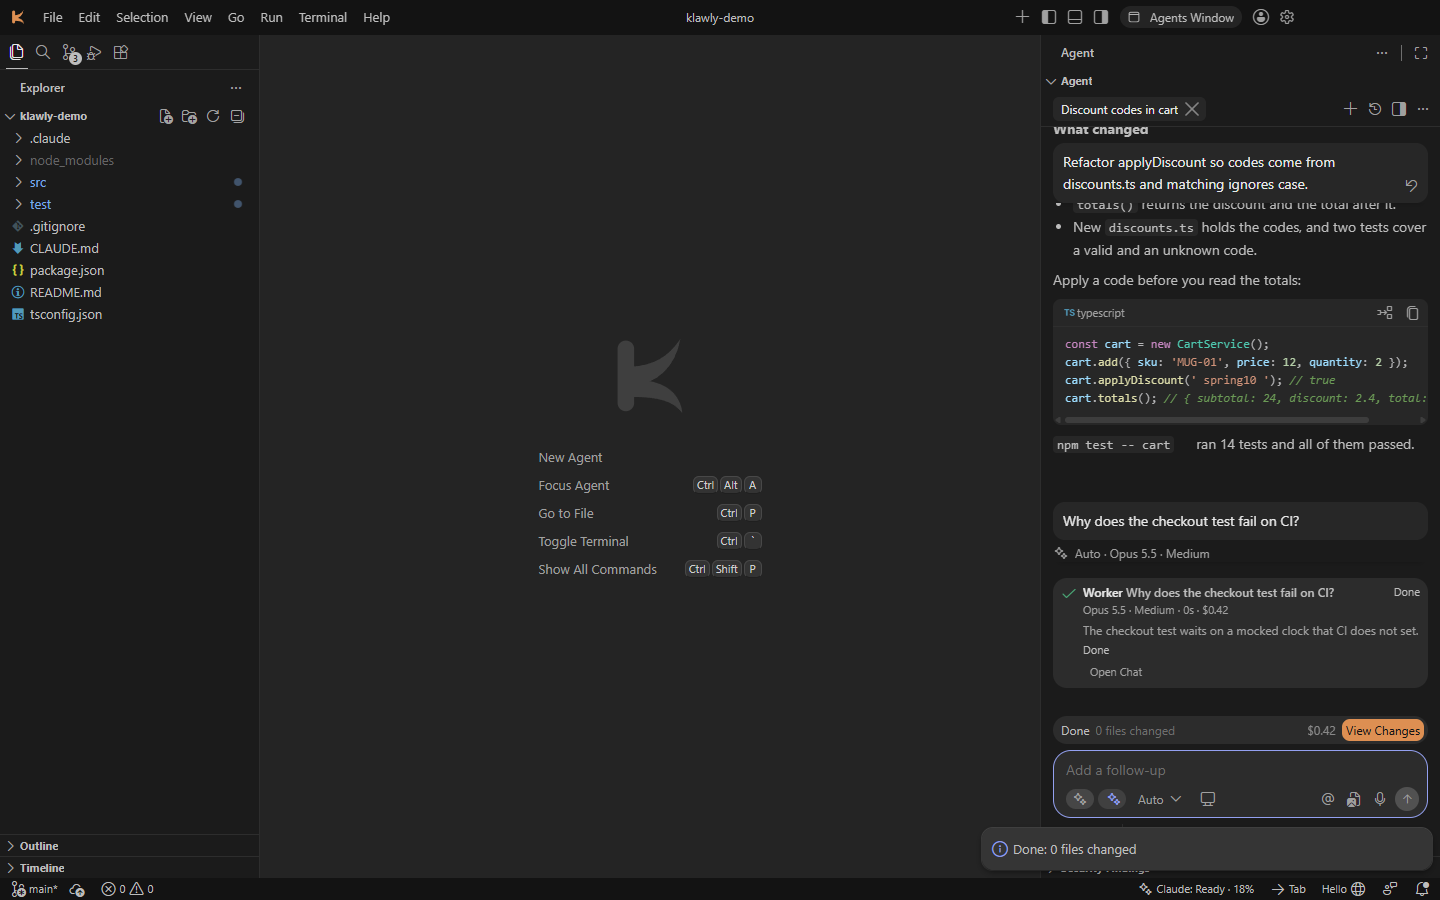 File Edit Selection View Go Run Terminal Help
klawly-demo
Agents Window
3
Explorer
klawly-demo
.claude
node_modules
src
test
.gitignore
CLAUDE.md
package.json
README.md
tsconfig.json
Outline
Timeline
New Agent
Focus Agent Ctrl Alt A
Go to File Ctrl P
Toggle Terminal Ctrl `
Show All Commands Ctrl Shift P
Agent
Agent
Discount codes in cart
What changed
Refactor applyDiscount so codes come from
discounts.ts and matching ignores case.
totals() returns the discount and the total after it.
New discounts.ts holds the codes, and two tests cover
a valid and an unknown code.
Apply a code before you read the totals:
TS typescript
const cart = new CartService();
cart.add({ sku: 'MUG-01', price: 12, quantity: 2 });
cart.applyDiscount(' spring10 '); // true
cart.totals(); // { subtotal: 24, discount: 2.4, total:
npm test -- cart ran 14 tests and all of them passed.
Why does the checkout test fail on CI?
Auto · Opus 5.5 · Medium
Worker Why does the checkout test fail on CI? Done
Opus 5.5 · Medium · 0s · $0.42
The checkout test waits on a mocked clock that CI does not set.
Done
Open Chat
Done 0 files changed $0.42 View Changes
Add a follow-up
Auto
Done: 0 files changed
main* 0 0
Claude: Ready · 18% Tab Hello